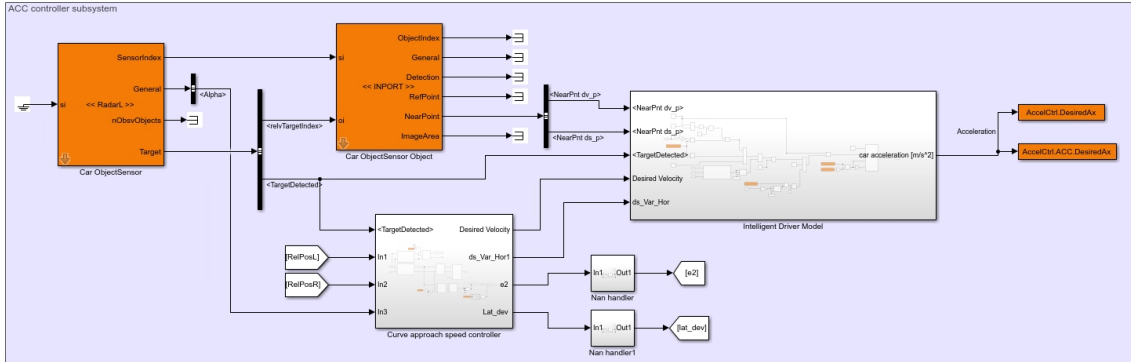 ACC controller subsystem
si
SensorIndex
General
<< RadarL >>
nObsvObjects
Target
Car ObjectSensor
<Alpha>
<relvTargetIndex>
<TargetDetected>
si
oi
ObjectIndex
General
Detection
<< INPORT >>
RefPoint
NearPoint
ImageArea
Car ObjectSensor Object
<NearPnt dv_p>
<NearPnt ds_p>
<NearPnt dv_p>
<NearPnt ds_p>
<TargetDetected>
Desired Velocity
ds_Var_Hor
car acceleration [m/s^2]
Intelligent Driver Model
Acceleration
AccelCtrl.DesiredAx
AccelCtrl.ACC.DesiredAx
[RelPosL]
[RelPosR]
<TargetDetected>
In1
In2
In3
Desired Velocity
ds_Var_Hor1
e2
Lat_dev
Curve approach speed controller
In1 Out1
Nan handler
[e2]
In1 Out1
Nan handler1
[lat_dev]